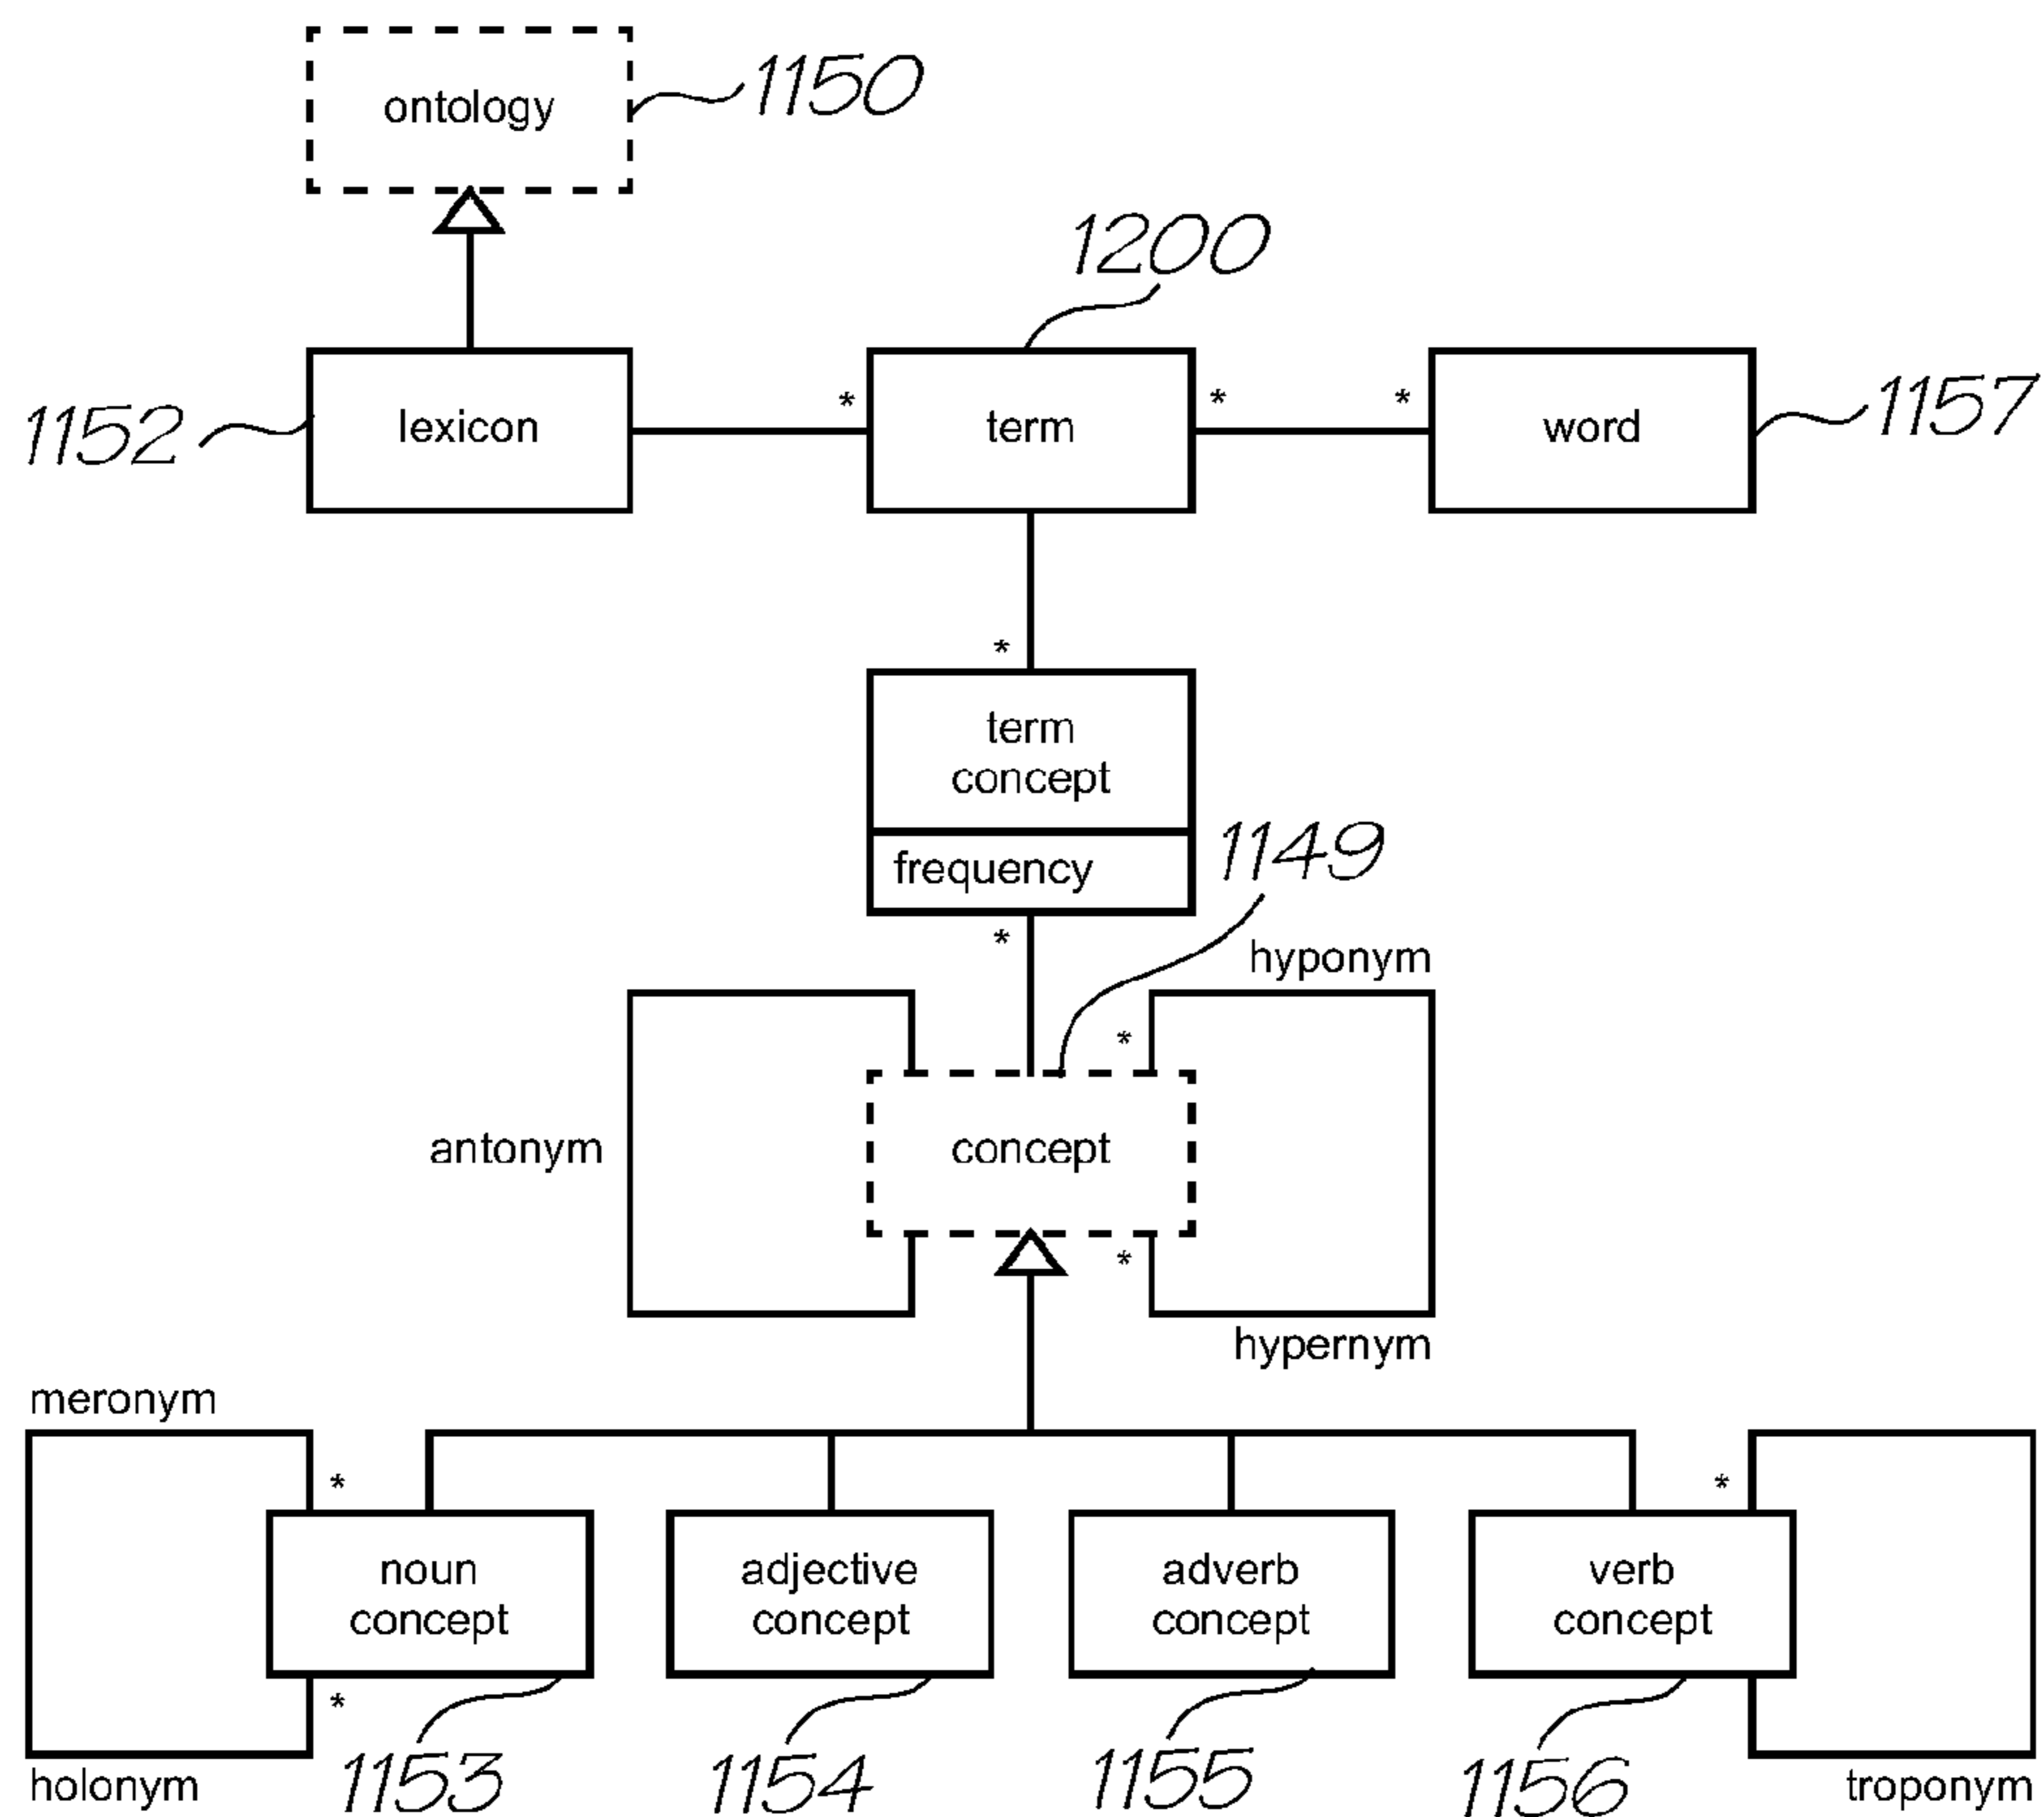 ontology
1150
1200
1152
lexicon
*
term
*
*
word
1157
*
term
concept
frequency
1149
*
hyponym
*
antonym
concept
*
hypernym
meronym
*
*
noun
concept
adjective
concept
adverb
concept
verb
concept
*
holonym
1153
1154
1155
1156
troponym